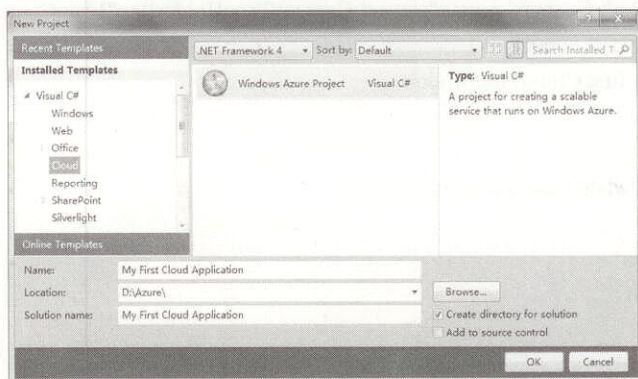 New Project
Recent Templates
.NET Framework 4
Sort by: Default
Search Installed T
Installed Templates
Visual C#
Windows
Web
Office
Cloud
Reporting
SharePoint
Silverlight
Online Templates
Windows Azure Project Visual C#
Type: Visual C#
A project for creating a scalable
service that runs on Windows Azure.
Name: My First Cloud Application
Location: D:\Azure\
Browse...
Solution name: My First Cloud Application
Create directory for solution
Add to source control
OK
Cancel